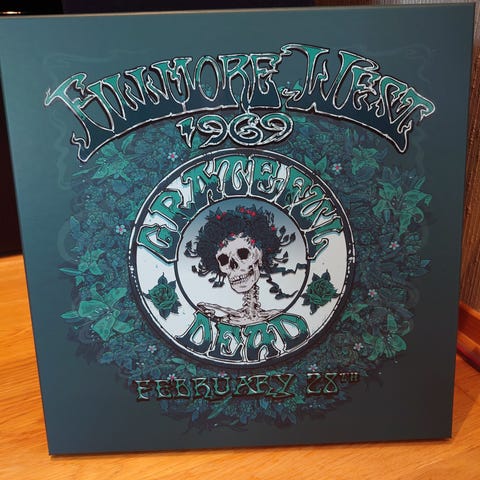 FILLMORE WEST
1969
GRATEFUL
DEAD
FEBRUARY 28TH